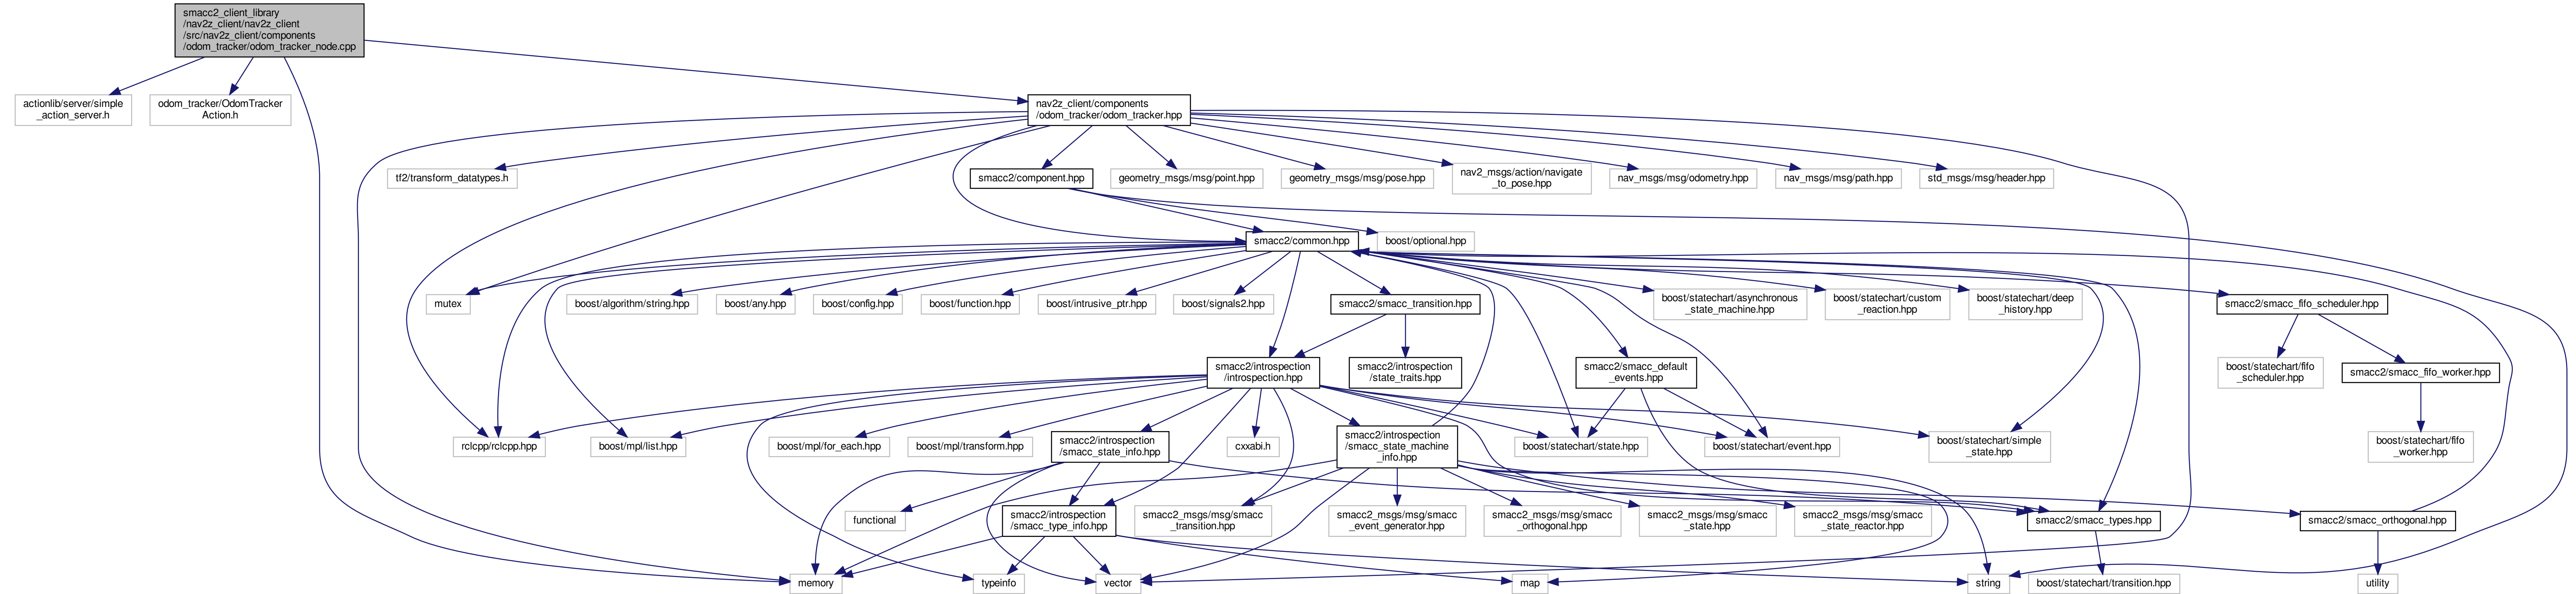 smacc2_client_library
/nav2z_client/nav2z_client
/src/nav2z_client/components
/odom_tracker/odom_tracker_node.cpp
actionlib/server/simple
_action_server.h
odom_tracker/OdomTracker
Action.h
nav2z_client/components
/odom_tracker/odom_tracker.hpp
tf2/transform_datatypes.h
smacc2/component.hpp
geometry_msgs/msg/point.hpp
geometry_msgs/msg/pose.hpp
nav2_msgs/action/navigate
_to_pose.hpp
nav_msgs/msg/odometry.hpp
nav_msgs/msg/path.hpp
std_msgs/msg/header.hpp
smacc2/common.hpp
boost/optional.hpp
mutex
boost/algorithm/string.hpp
boost/any.hpp
boost/config.hpp
boost/function.hpp
boost/intrusive_ptr.hpp
boost/signals2.hpp
smacc2/smacc_transition.hpp
boost/statechart/asynchronous
_state_machine.hpp
boost/statechart/custom
_reaction.hpp
boost/statechart/deep
_history.hpp
smacc2/smacc_fifo_scheduler.hpp
smacc2/introspection
/introspection.hpp
smacc2/introspection
/state_traits.hpp
smacc2/smacc_default
_events.hpp
boost/statechart/fifo
_scheduler.hpp
smacc2/smacc_fifo_worker.hpp
rclcpp/rclcpp.hpp
boost/mpl/list.hpp
boost/mpl/for_each.hpp
boost/mpl/transform.hpp
smacc2/introspection
/smacc_state_info.hpp
cxxabi.h
smacc2/introspection
/smacc_state_machine
_info.hpp
boost/statechart/state.hpp
boost/statechart/event.hpp
boost/statechart/simple
_state.hpp
boost/statechart/fifo
_worker.hpp
functional
smacc2/introspection
/smacc_type_info.hpp
smacc2_msgs/msg/smacc
_transition.hpp
smacc2_msgs/msg/smacc
_event_generator.hpp
smacc2_msgs/msg/smacc
_orthogonal.hpp
smacc2_msgs/msg/smacc
_state.hpp
smacc2_msgs/msg/smacc
_state_reactor.hpp
smacc2/smacc_types.hpp
smacc2/smacc_orthogonal.hpp
memory
typeinfo
vector
map
string
boost/statechart/transition.hpp
utility